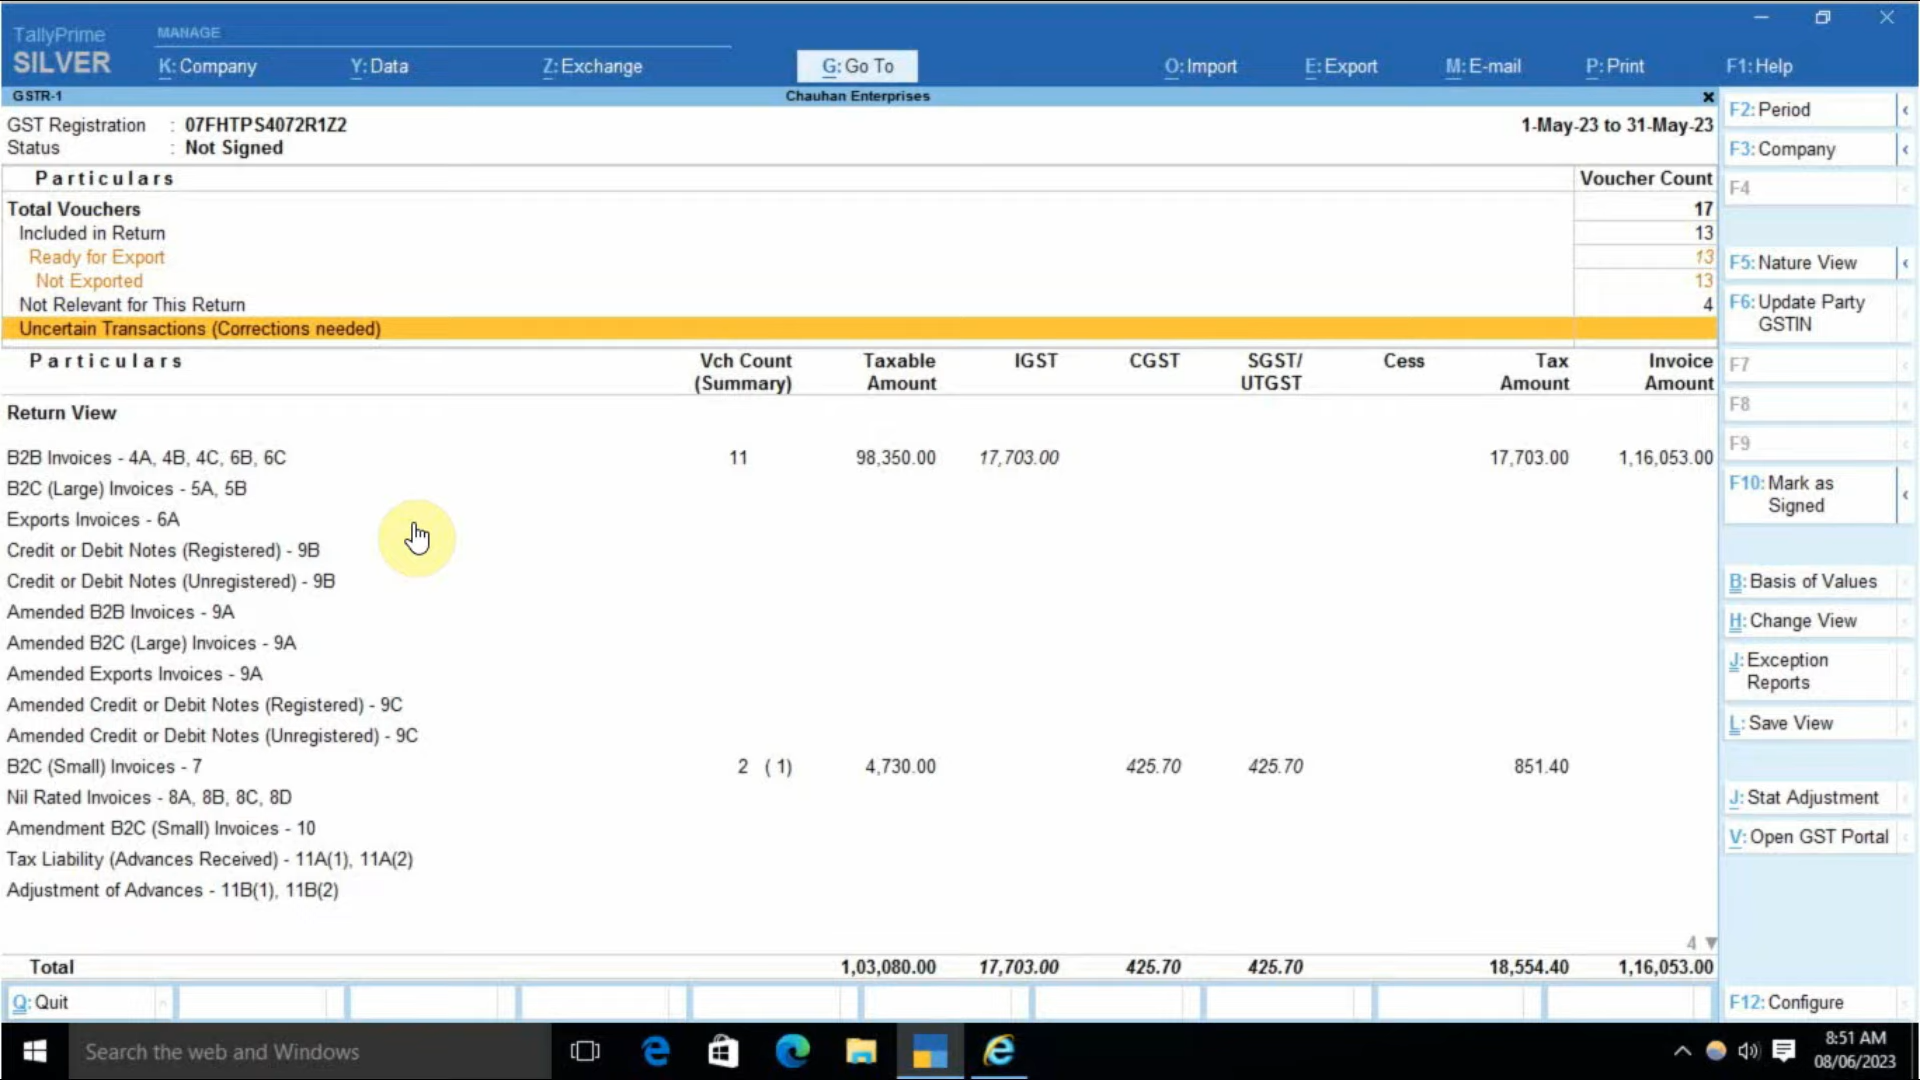 TallyPrime
SILVER
MANAGE
K: Company
Y: Data
Z: Exchange
G: Go To
O: Import
E: Export
M: E-mail
P: Print
F1: Help
GSTR-1
Chauhan Enterprises
GST Registration : 07FHTPS4072R1Z2
1-May-23 to 31-May-23
Status : Not Signed
Particulars Voucher Count
Total Vouchers 17
Included in Return 13
Ready for Export 13
Not Exported 13
Not Relevant for This Return 4
Uncertain Transactions (Corrections needed)
Particulars Vch Count Taxable IGST CGST SGST/ Cess Tax Invoice
(Summary) Amount UTGST Amount Amount
Return View
B2B Invoices - 4A, 4B, 4C, 6B, 6C 11 98,350.00 17,703.00 17,703.00 1,16,053.00
B2C (Large) Invoices - 5A, 5B
Exports Invoices - 6A
Credit or Debit Notes (Registered) - 9B
Credit or Debit Notes (Unregistered) - 9B
Amended B2B Invoices - 9A
Amended B2C (Large) Invoices - 9A
Amended Exports Invoices - 9A
Amended Credit or Debit Notes (Registered) - 9C
Amended Credit or Debit Notes (Unregistered) - 9C
B2C (Small) Invoices - 7 2 ( 1) 4,730.00 425.70 425.70 851.40
Nil Rated Invoices - 8A, 8B, 8C, 8D
Amendment B2C (Small) Invoices - 10
Tax Liability (Advances Received) - 11A(1), 11A(2)
Adjustment of Advances - 11B(1), 11B(2)
4
Total 1,03,080.00 17,703.00 425.70 425.70 18,554.40 1,16,053.00
Q: Quit
F2: Period
F3: Company
F4
F5: Nature View
F6: Update Party
GSTIN
F7
F8
F9
F10: Mark as
Signed
B: Basis of Values
H: Change View
J: Exception
Reports
L: Save View
J: Stat Adjustment
V: Open GST Portal
F12: Configure
Search the web and Windows
8:51 AM
08/06/2023